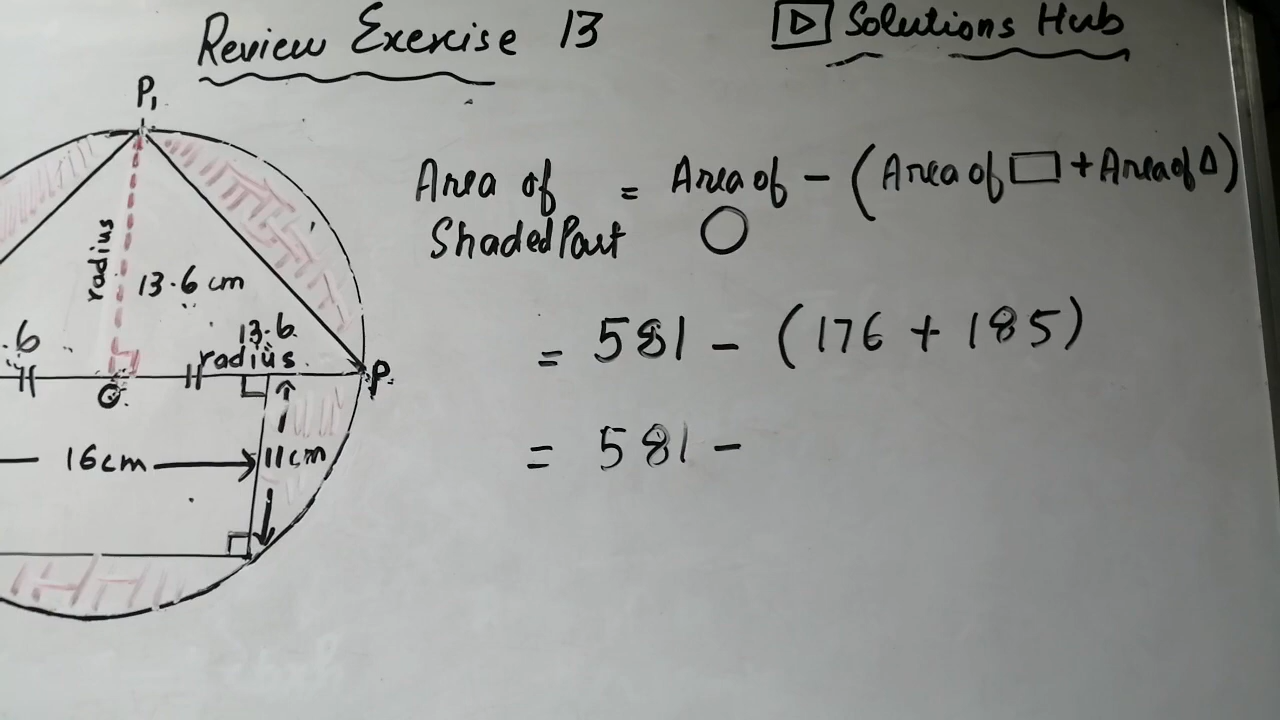 Review Exercise 13
Solutions Hub
P1
Area of = Area of - (Area of □ + Area of Δ)
Shaded Part ○
radius
13.6 cm
.6
13.6
radius
= 581 - (176 + 185)
O
P
16cm
11cm
= 581 -